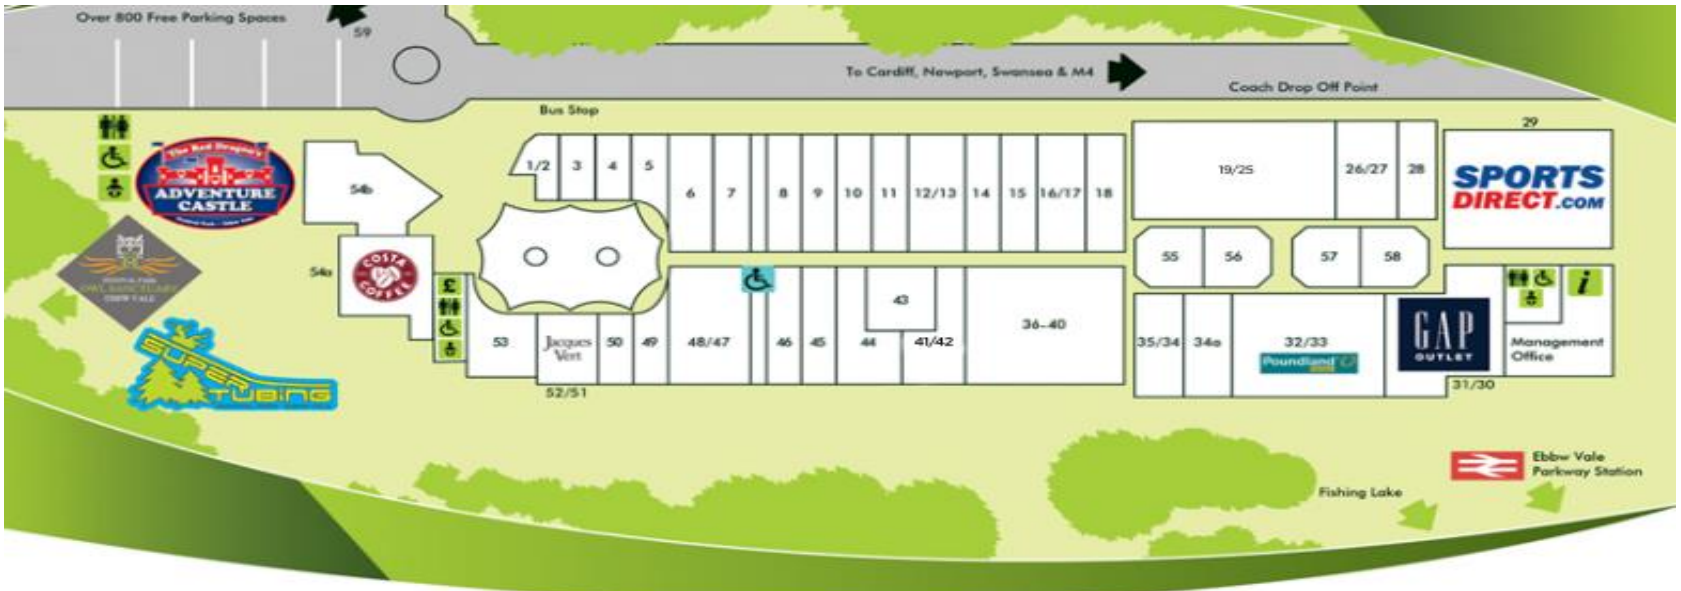 Over 800 Free Parking Spaces
59
To Cardiff, Newport, Swansea & M4
Coach Drop Off Point
Bus Stop
29
The Red Dragon's
ADVENTURE
CASTLE
54b
1/2
3
4
5
6
7
8
9
10
11
12/13
14
15
16/17
18
19/25
26/27
28
SPORTS
DIRECT.COM
55
56
57
58
54a
COSTA
COFFEE
£
OWL SANCTUARY
EBBW VALE
SUPER
TUBING
53
Jacques
Vert
50
49
48/47
46
45
44
43
41/42
36-40
35/34
34a
32/33
Poundland
GAP
OUTLET
i
Management
Office
52/51
31/30
Ebbw Vale
Parkway Station
Fishing Lake